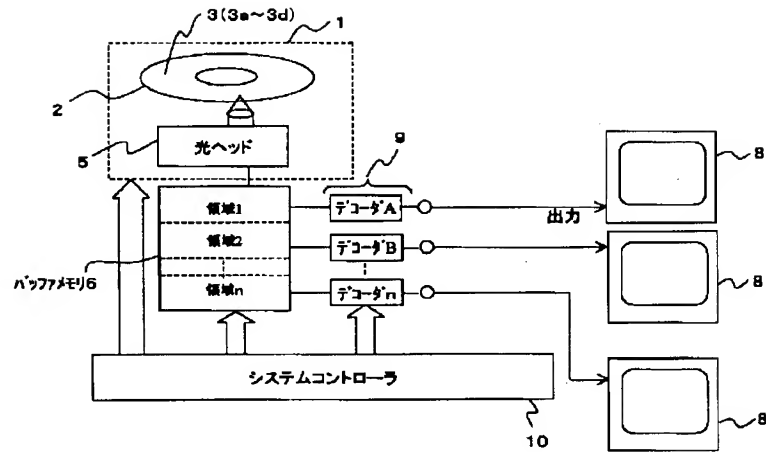 3(3a～3d)
1
2
5
光ヘッド
9
領域1
デコーダA
出力
8
領域2
デコーダB
8
バッファメモリ6
領域n
デコーダn
システムコントローラ
10
8